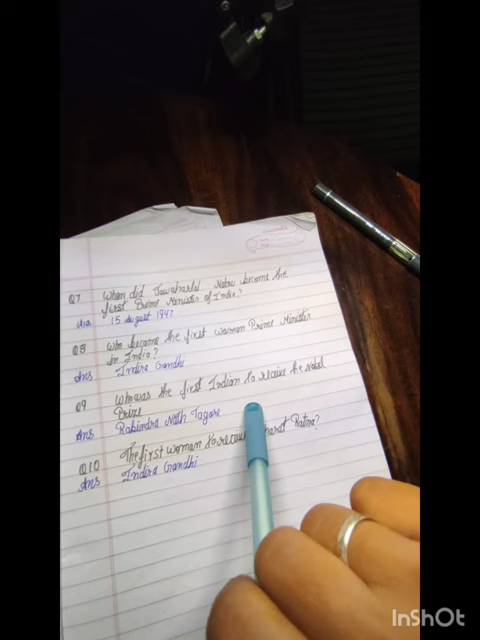 Q7 When did Jawaharlal Nehru become the
first Prime Minister of India?
Ans 15 August 1947
Q8 Who became the first women Prime Minister
in India?
Ans Indira Gandhi
Q9 Who was the first Indian to receive the Nobel
Prize
Ans Rabindra Nath Tagore
Q10 The first woman to receive Bharat Ratna?
Ans Indira Gandhi
InShOt